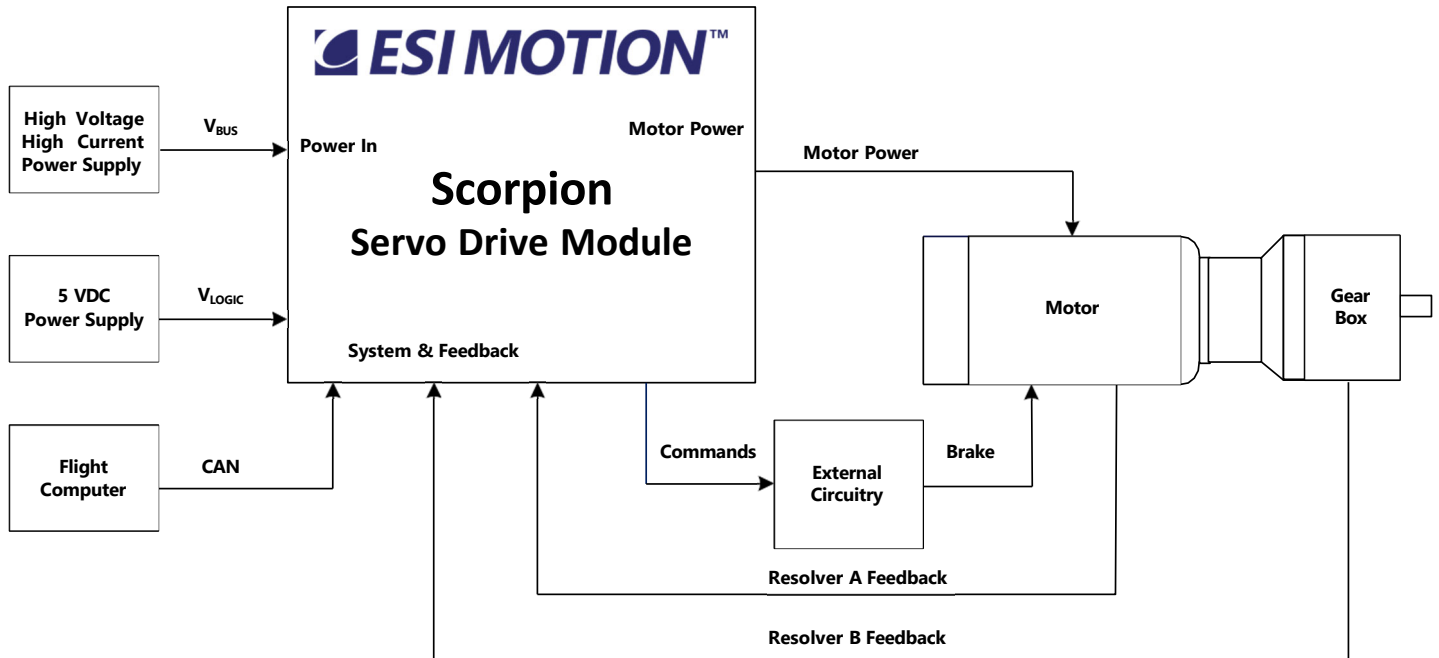 ESI MOTION™
High Voltage
High Current
Power Supply
VBUS
Power In
Motor Power
Motor Power
Scorpion
Servo Drive Module
5 VDC
Power Supply
VLOGIC
System & Feedback
Motor
Gear
Box
Flight
Computer
CAN
Commands
External
Circuitry
Brake
Resolver A Feedback
Resolver B Feedback